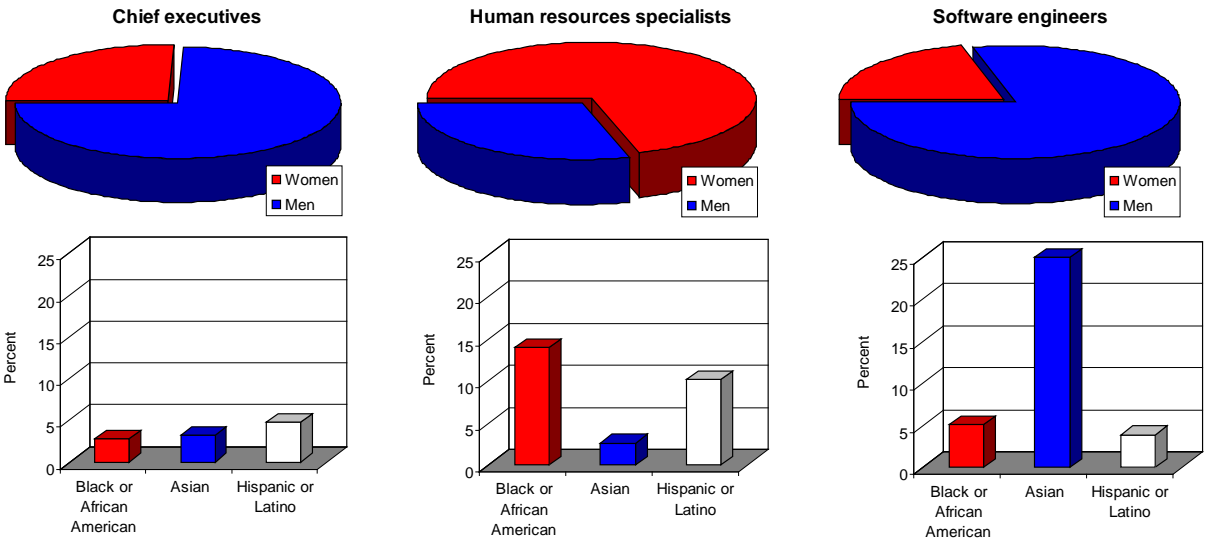 Chief executives
Women
Men
Human resources specialists
Women
Men
Software engineers
Women
Men
Percent
25
20
15
10
5
0
Black or
African
American
Asian
Hispanic or
Latino
Percent
25
20
15
10
5
0
Black or
African
American
Asian
Hispanic or
Latino
Percent
25
20
15
10
5
0
Black or
African
American
Asian
Hispanic or
Latino